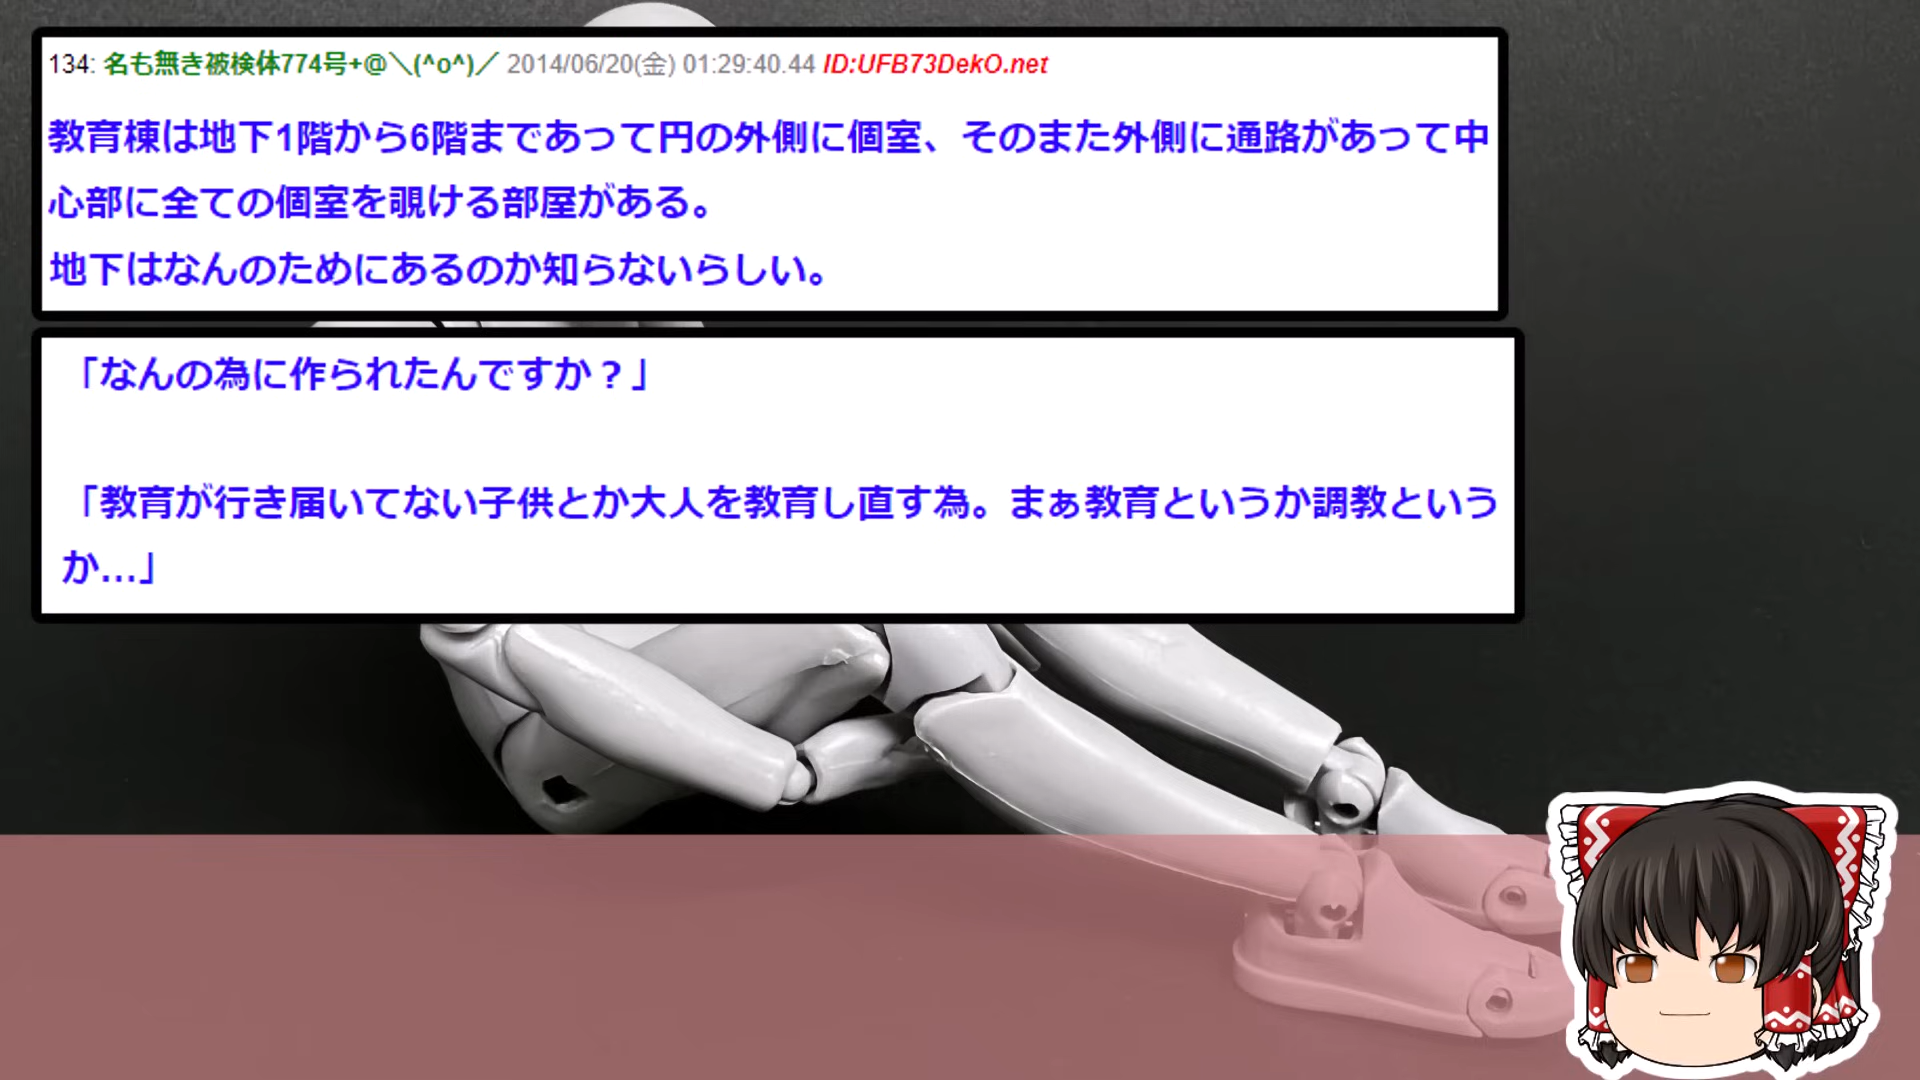 134: 名も無き被検体774号+@＼(^o^)／ 2014/06/20(金) 01:29:40.44 ID:UFB73DekO.net
教育棟は地下1階から6階まであって円の外側に個室、そのまた外側に通路があって中
心部に全ての個室を覗ける部屋がある。
地下はなんのためにあるのか知らないらしい。
「なんの為に作られたんですか？」
「教育が行き届いてない子供とか大人を教育し直す為。まぁ教育というか調教という
か…」